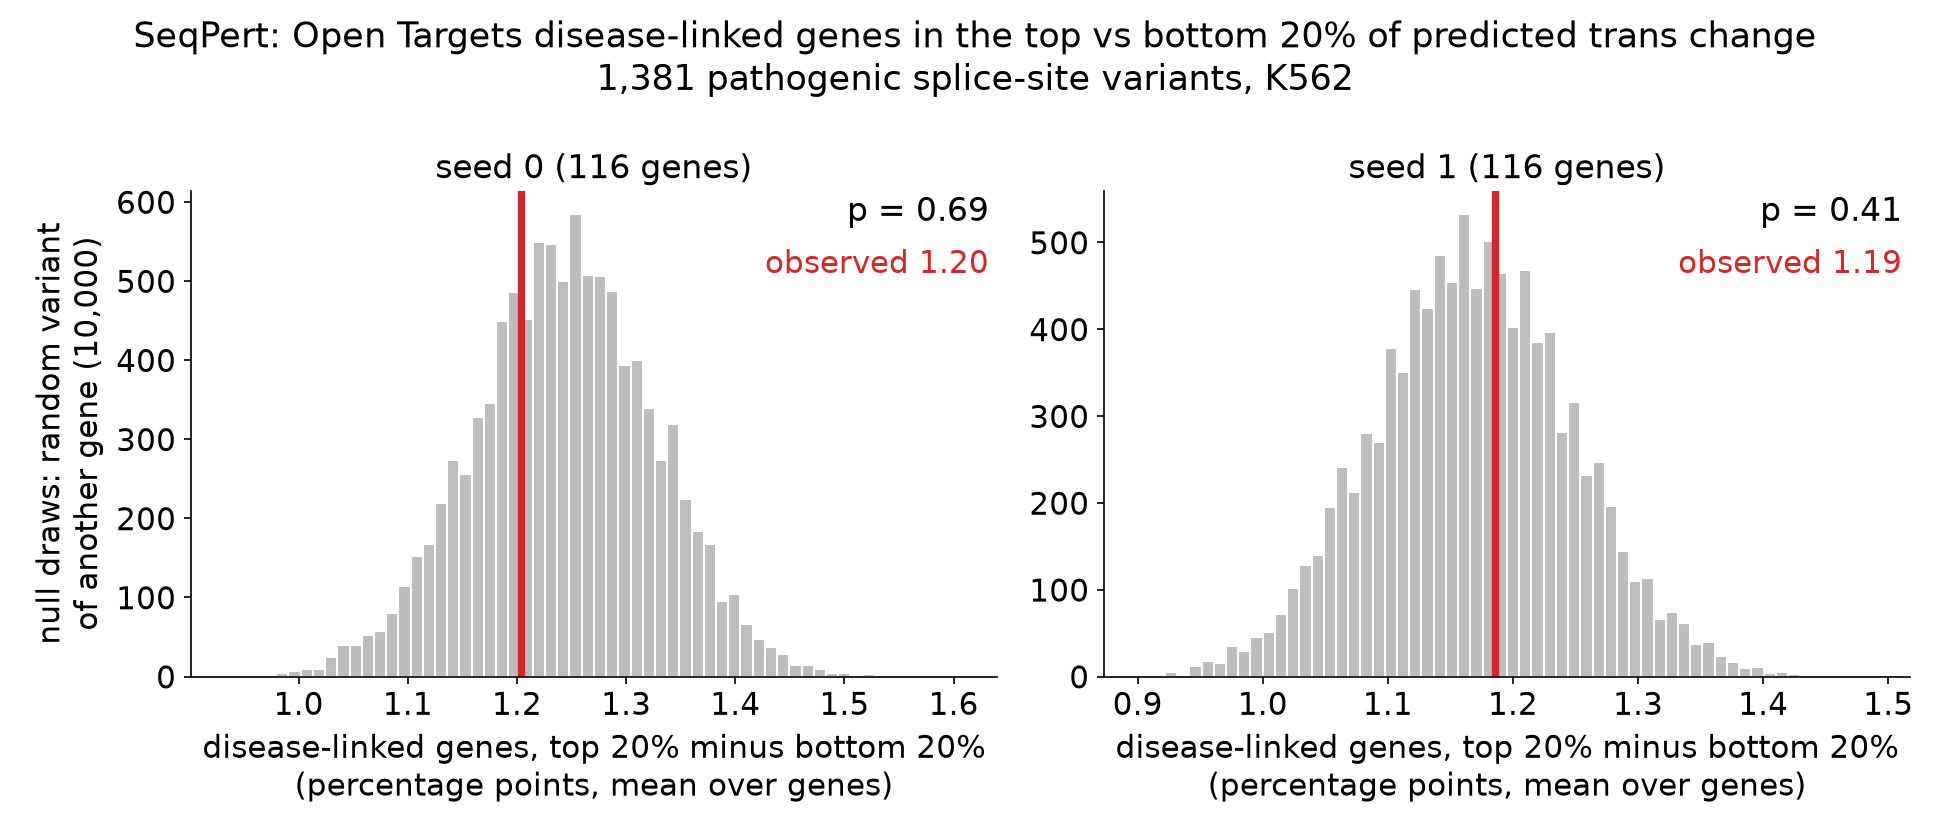 SeqPert: Open Targets disease-linked genes in the top vs bottom 20% of predicted trans change
1,381 pathogenic splice-site variants, K562
seed 0 (116 genes)
p = 0.69
observed 1.20
null draws: random variant
of another gene (10,000)
600
500
400
300
200
100
0
1.0 1.1 1.2 1.3 1.4 1.5 1.6
disease-linked genes, top 20% minus bottom 20%
(percentage points, mean over genes)
seed 1 (116 genes)
p = 0.41
observed 1.19
500
400
300
200
100
0
0.9 1.0 1.1 1.2 1.3 1.4 1.5
disease-linked genes, top 20% minus bottom 20%
(percentage points, mean over genes)